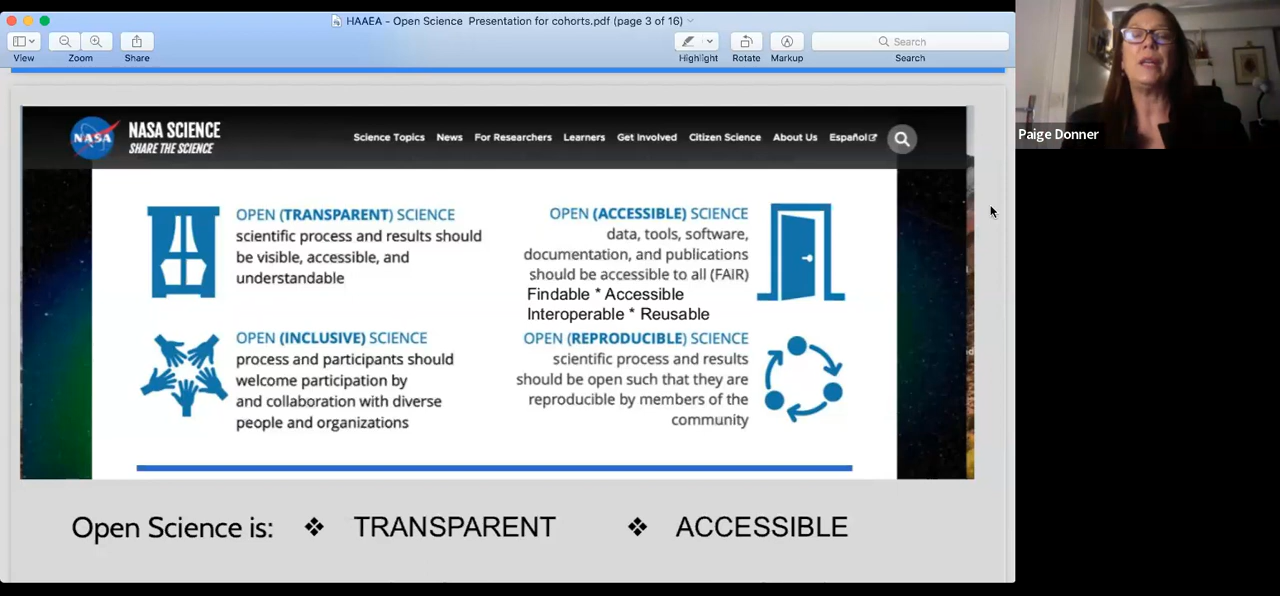 HAAEA - Open Science Presentation for cohorts.pdf (page 3 of 16)
View
Zoom
Share
Highlight
Rotate
Markup
Search
Search
Paige Donner
NASA
NASA SCIENCE
SHARE THE SCIENCE
Science Topics News For Researchers Learners Get Involved Citizen Science About Us Español
OPEN (TRANSPARENT) SCIENCE
scientific process and results should
be visible, accessible, and
understandable
OPEN (ACCESSIBLE) SCIENCE
data, tools, software,
documentation, and publications
should be accessible to all (FAIR)
Findable * Accessible
Interoperable * Reusable
OPEN (INCLUSIVE) SCIENCE
process and participants should
welcome participation by
and collaboration with diverse
people and organizations
OPEN (REPRODUCIBLE) SCIENCE
scientific process and results
should be open such that they are
reproducible by members of the
community
Open Science is: ❖ TRANSPARENT ❖ ACCESSIBLE